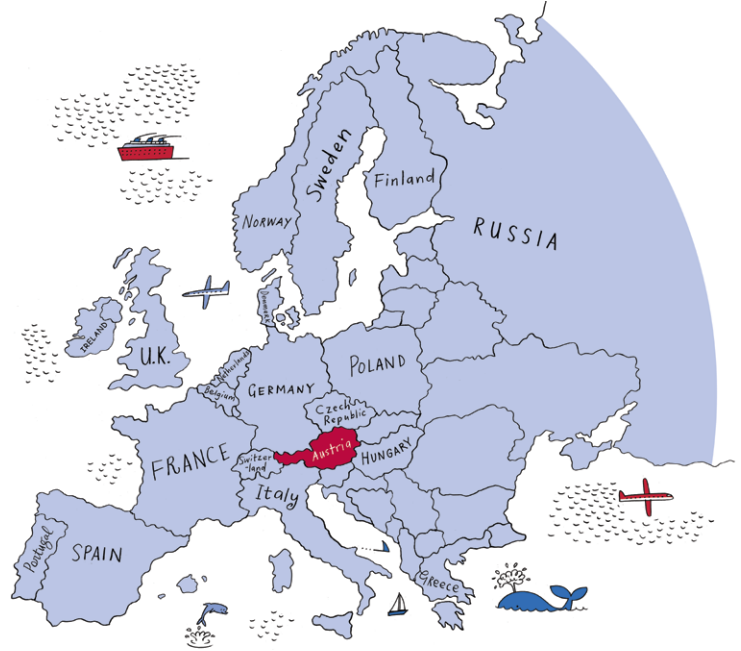 Sweden
Finland
NORWAY
RUSSIA
Denmark
IRELAND
U.K.
Netherlands
Belgium
GERMANY
POLAND
Czech
Republic
FRANCE
Switzer-
-land
Austria
HUNGARY
Italy
Portugal
SPAIN
Greece